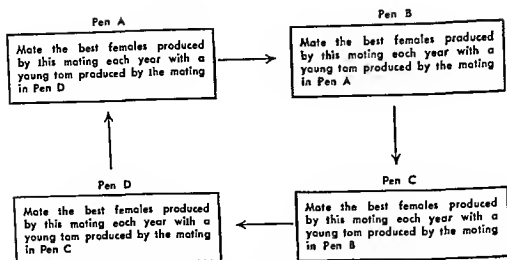 Pen A
Mate the best females produced
by this mating each year with a
young tom produced by the mating
in Pen D
Pen B
Mate the best females produced
by this mating each year with a
young tom produced by the mating
in Pen A
Pen D
Mate the best females produced
by this mating each year with a
young tom produced by the mating
in Pen C
Pen C
Mate the best females produced
by this mating each year with a
young tom produced by the mating
in Pen B